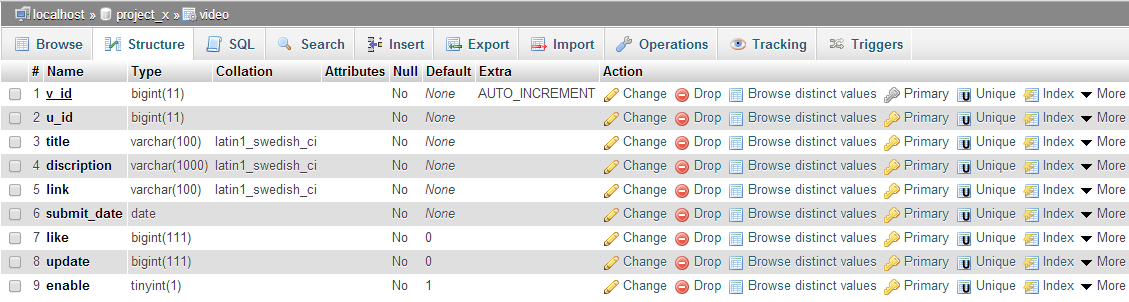 localhost » project_x » video
Browse Structure SQL Search Insert Export Import Operations Tracking Triggers
# Name Type Collation Attributes Null Default Extra Action
1 v_id bigint(11) No None AUTO_INCREMENT Change Drop Browse distinct values Primary Unique Index More
2 u_id bigint(11) No None Change Drop Browse distinct values Primary Unique Index More
3 title varchar(100) latin1_swedish_ci No None Change Drop Browse distinct values Primary Unique Index More
4 discription varchar(1000) latin1_swedish_ci No None Change Drop Browse distinct values Primary Unique Index More
5 link varchar(100) latin1_swedish_ci No None Change Drop Browse distinct values Primary Unique Index More
6 submit_date date No None Change Drop Browse distinct values Primary Unique Index More
7 like bigint(111) No 0 Change Drop Browse distinct values Primary Unique Index More
8 update bigint(111) No 0 Change Drop Browse distinct values Primary Unique Index More
9 enable tinyint(1) No 1 Change Drop Browse distinct values Primary Unique Index More